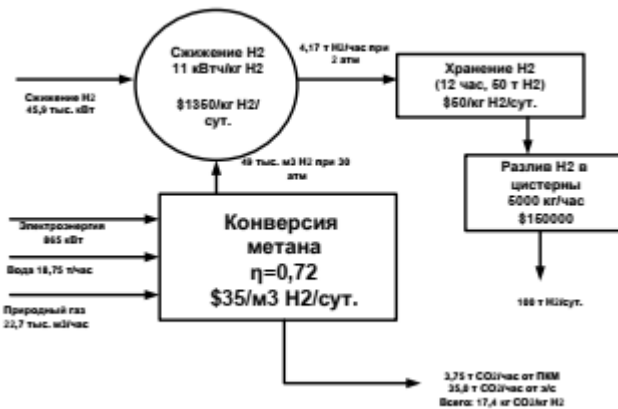 Сжижение Н2
11 кВтч/кг Н2
$1350/кг Н2/
сут.
4,17 т Н2/час при
2 атм
Хранение Н2
(12 час, 50 т Н2)
$50/кг Н2/сут.
Сжижение Н2
45,9 тыс. кВт
49 тыс. м3 Н2 при 30
атм
Разлив Н2 в
цистерны
5000 кг/час
$150000
Конверсия
метана
η=0,72
$35/м3 Н2/сут.
Электроэнергия
865 кВт
Вода 18,75 т/час
Природный газ
22,7 тыс. м3/час
100 т Н2/сут.
3,75 т СО2/час от ПКМ
35,8 т СО2/час от э/с
Всего: 17,4 кг СО2/кг Н2